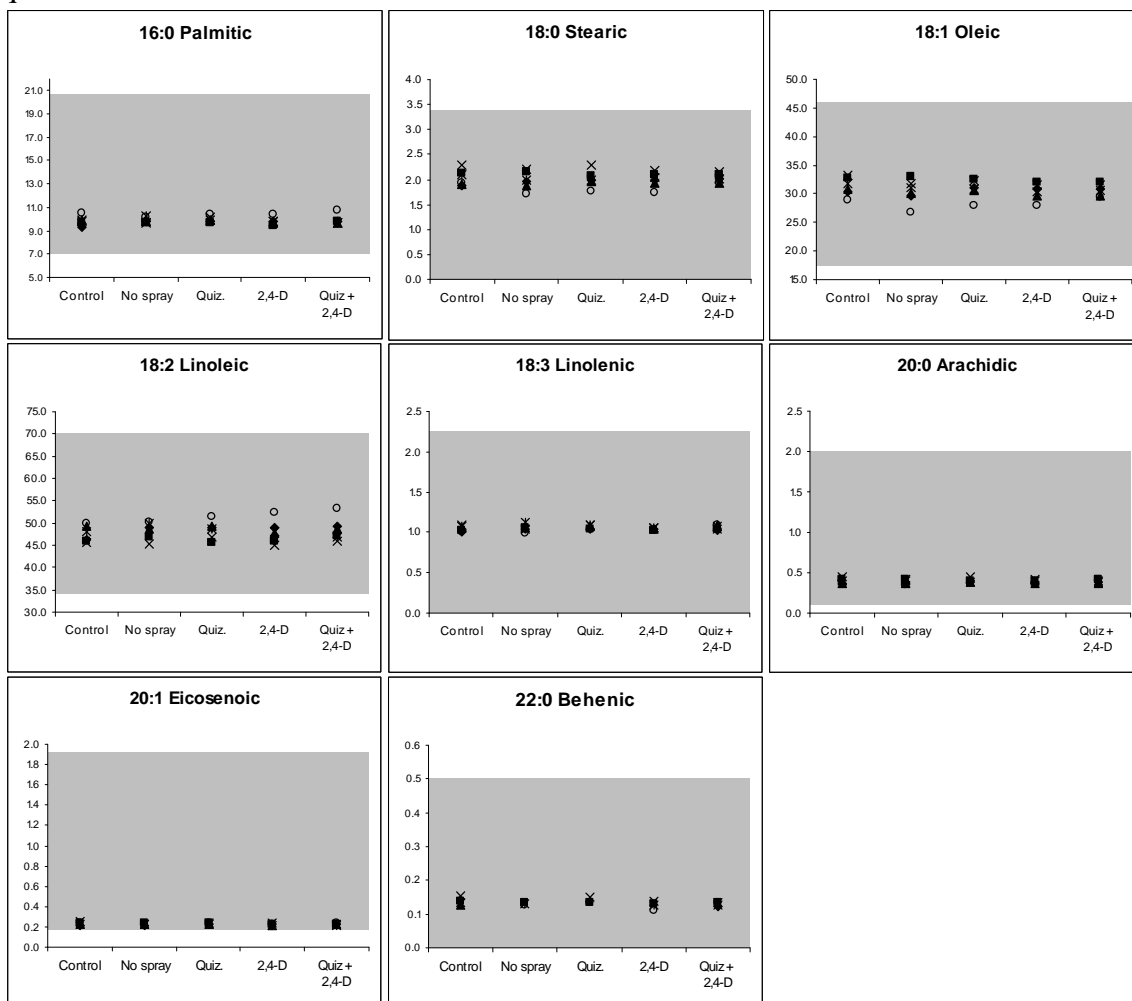 16:0 Palmitic
21.0
19.0
17.0
15.0
13.0
11.0
9.0
7.0
5.0
Control No spray Quiz. 2,4-D Quiz +
2,4-D
18:0 Stearic
4.0
3.5
3.0
2.5
2.0
1.5
1.0
0.5
0.0
Control No spray Quiz. 2,4-D Quiz +
2,4-D
18:1 Oleic
50.0
45.0
40.0
35.0
30.0
25.0
20.0
15.0
Control No spray Quiz. 2,4-D Quiz +
2,4-D
18:2 Linoleic
75.0
70.0
65.0
60.0
55.0
50.0
45.0
40.0
35.0
30.0
Control No spray Quiz. 2,4-D Quiz +
2,4-D
18:3 Linolenic
2.5
2.0
1.5
1.0
0.5
0.0
Control No spray Quiz. 2,4-D Quiz +
2,4-D
20:0 Arachidic
2.5
2.0
1.5
1.0
0.5
0.0
Control No spray Quiz. 2,4-D Quiz +
2,4-D
20:1 Eicosenoic
2.0
1.8
1.6
1.4
1.2
1.0
0.8
0.6
0.4
0.2
0.0
Control No spray Quiz. 2,4-D Quiz +
2,4-D
22:0 Behenic
0.6
0.5
0.4
0.3
0.2
0.1
0.0
Control No spray Quiz. 2,4-D Quiz +
2,4-D